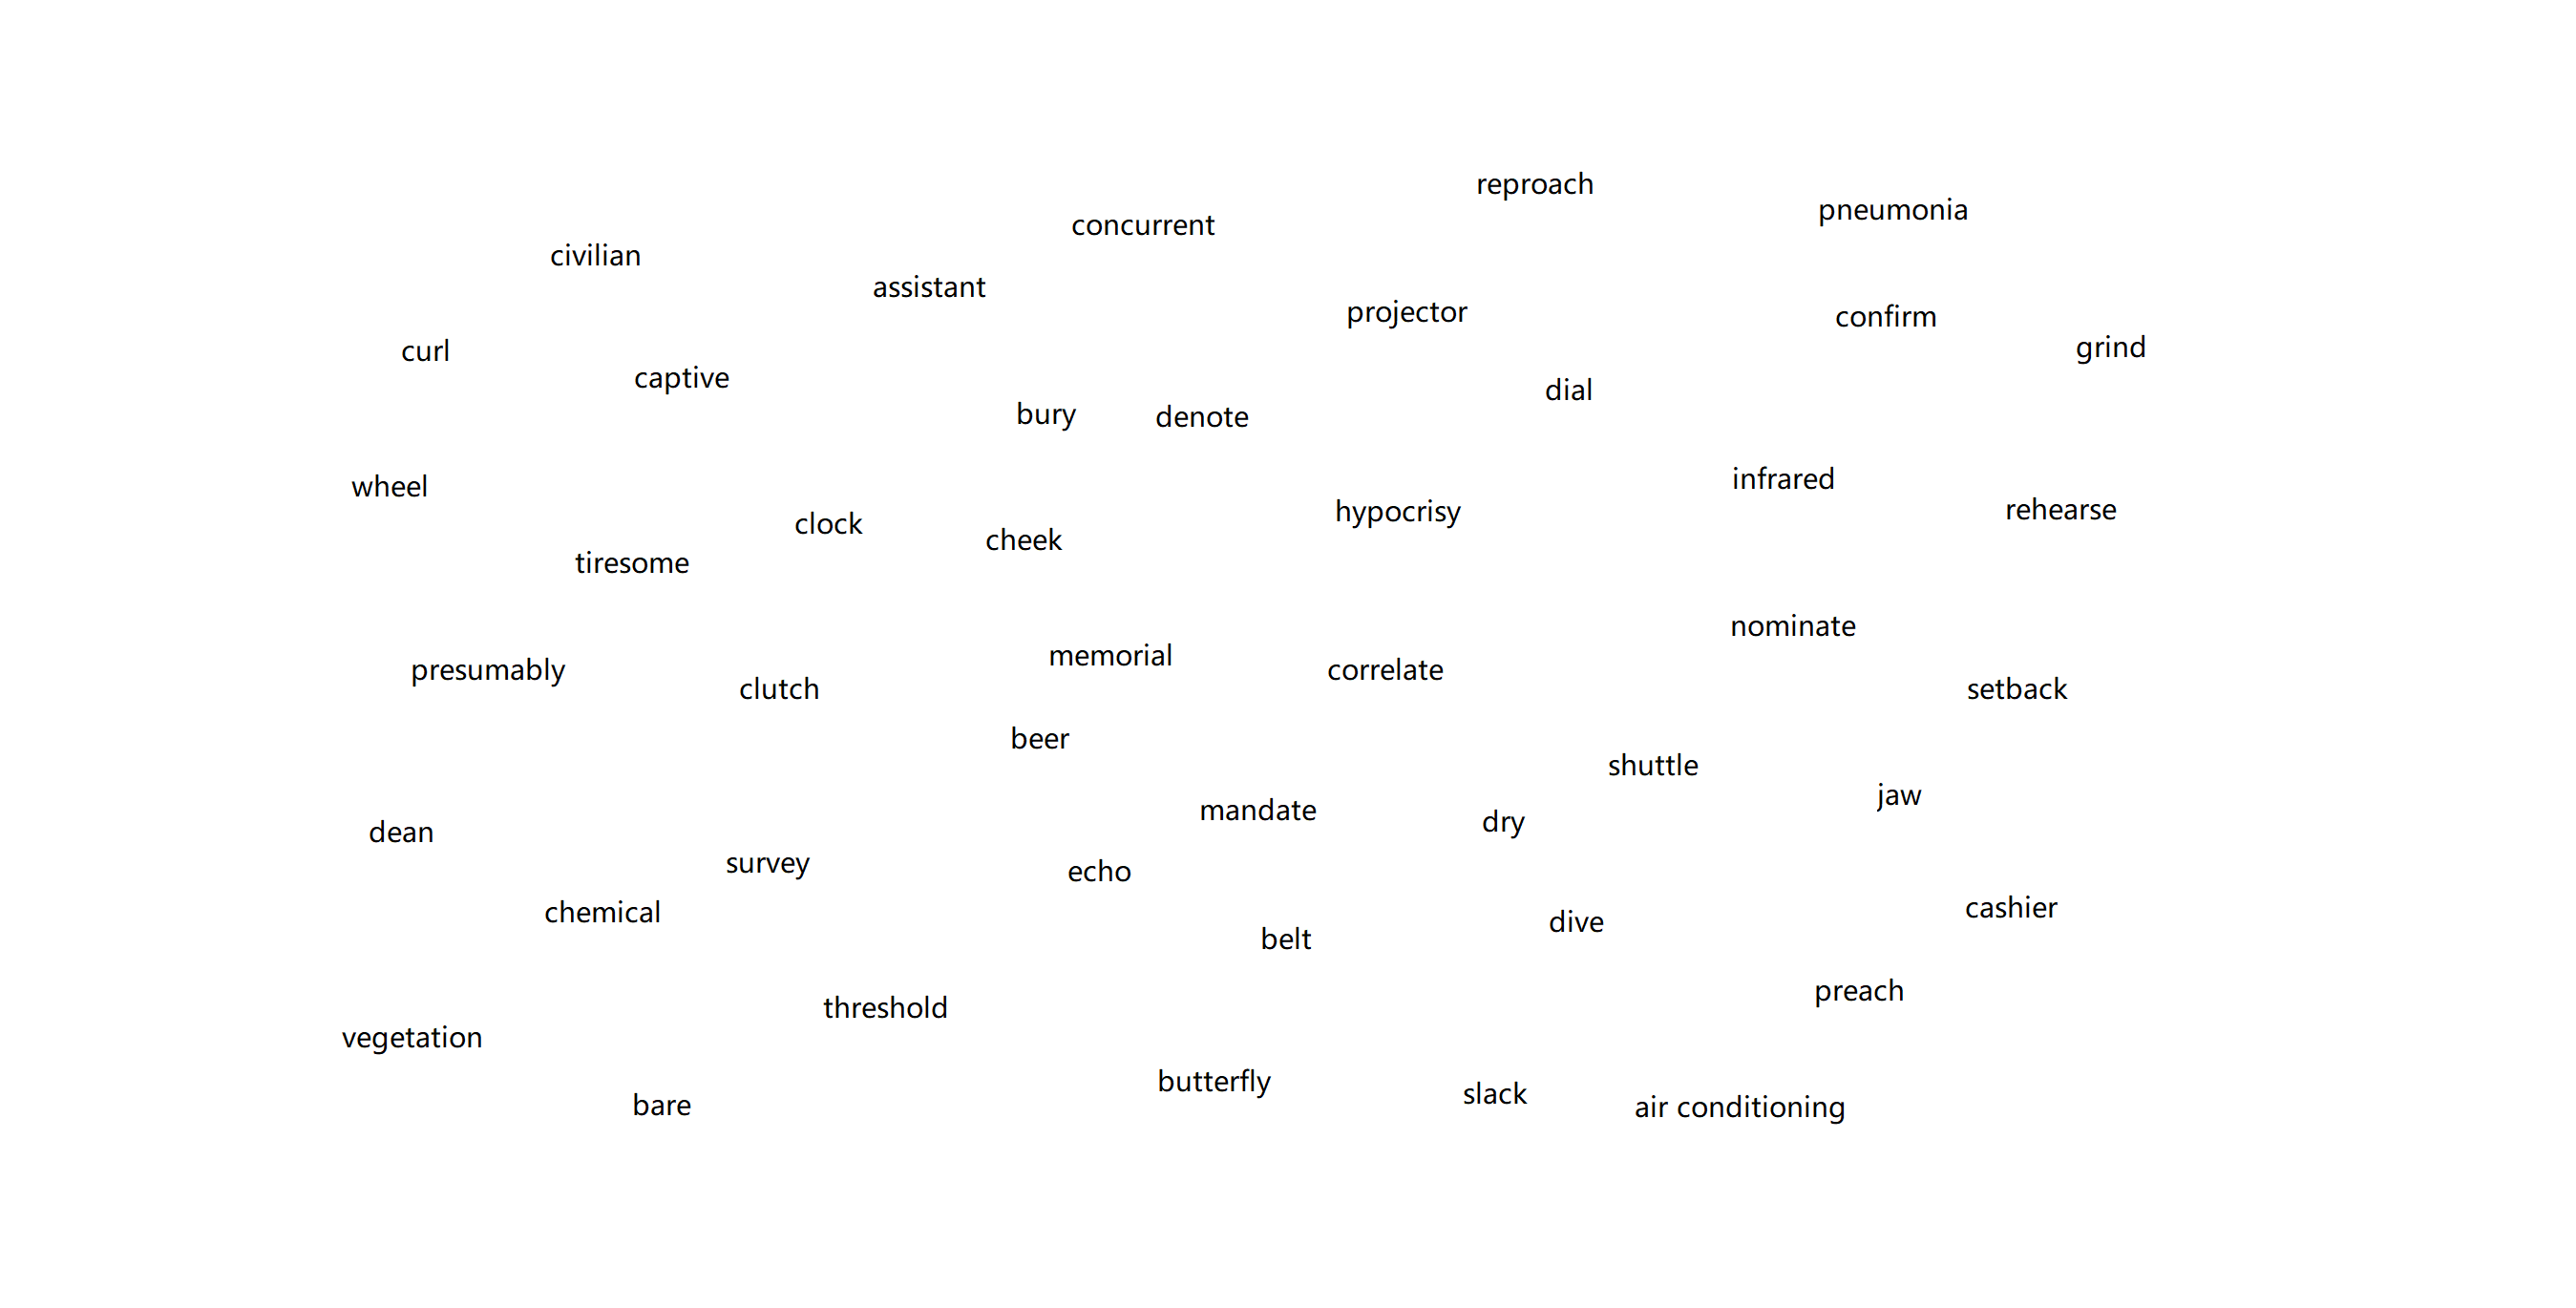 reproach
pneumonia
concurrent
civilian
assistant
projector
confirm
grind
curl
captive
dial
bury
denote
infrared
wheel
rehearse
hypocrisy
clock
cheek
tiresome
nominate
memorial
presumably
correlate
clutch
setback
beer
shuttle
jaw
mandate
dry
dean
survey
echo
cashier
chemical
dive
belt
preach
threshold
vegetation
butterfly
slack
bare
air conditioning